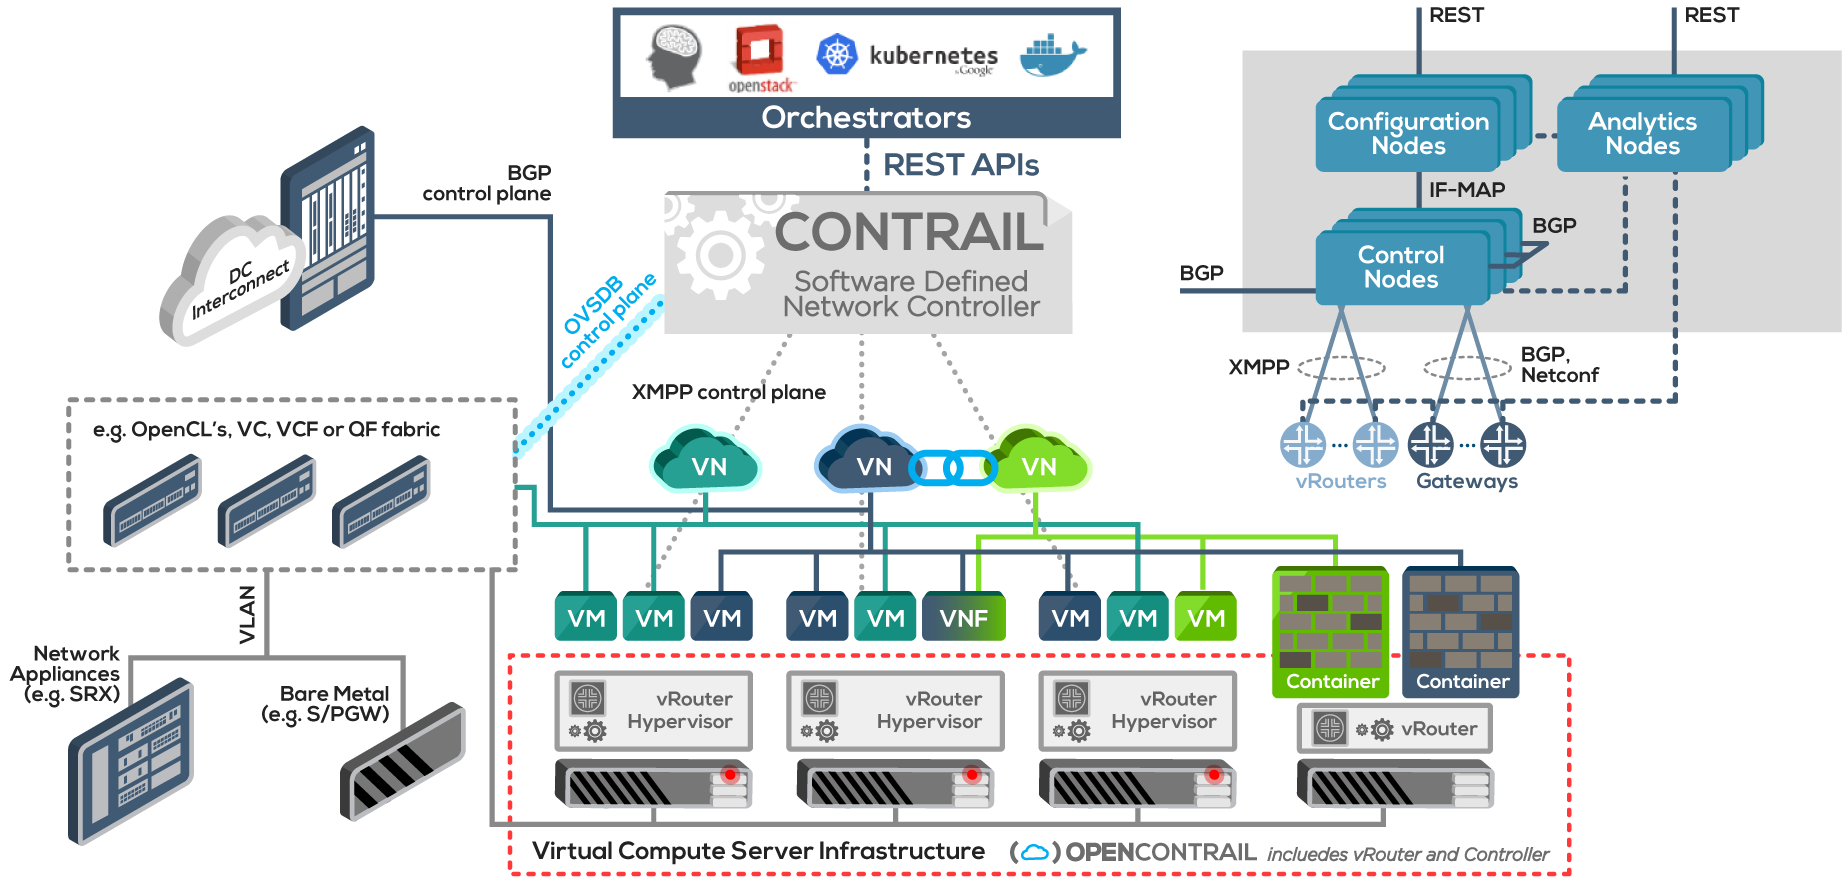 openstack
kubernetes
by Google
Orchestrators
REST APIs
CONTRAIL
Software Defined
Network Controller
BGP
control plane
DC
Interconnect
OVSDB
control plane
XMPP control plane
e.g. OpenCL's, VC, VCF or QF fabric
VLAN
Network
Appliances
(e.g. SRX)
Bare Metal
(e.g. S/PGW)
VN
VN
VN
VM
VM
VM
VM
VM
VNF
VM
VM
VM
Container
Container
vRouter
Hypervisor
vRouter
Hypervisor
vRouter
Hypervisor
vRouter
Virtual Compute Server Infrastructure
OPENCONTRAIL incluedes vRouter and Controller
REST
REST
Configuration
Nodes
Analytics
Nodes
IF-MAP
BGP
Control
Nodes
BGP
XMPP
BGP,
Netconf
...
...
vRouters
Gateways